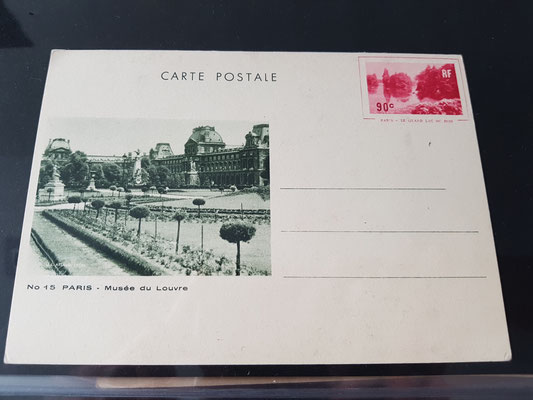 CARTE POSTALE
RF
90c
No 15 PARIS - Musée du Louvre